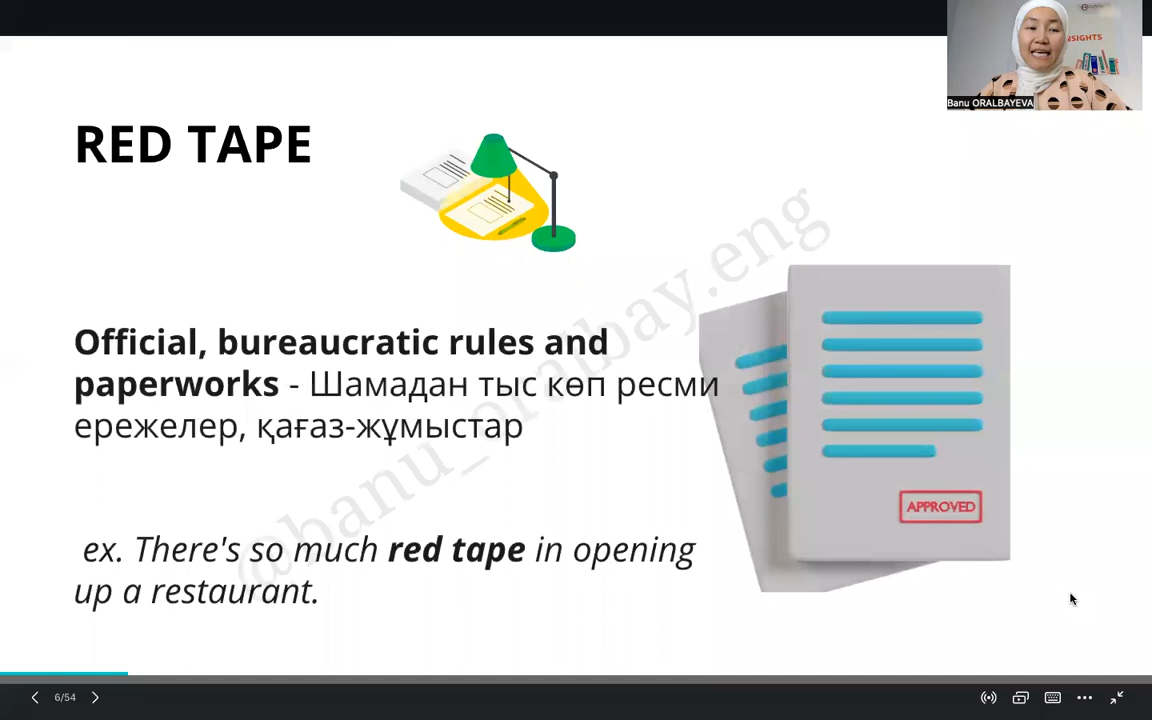 INSIGHTS
Banu ORALBAYEVA
RED TAPE
Official, bureaucratic rules and
paperworks - Шамадан тыс көп ресми
ережелер, қағаз-жұмыстар
@banu_oralbay.eng
APPROVED
ex. There's so much red tape in opening
up a restaurant.
6/54